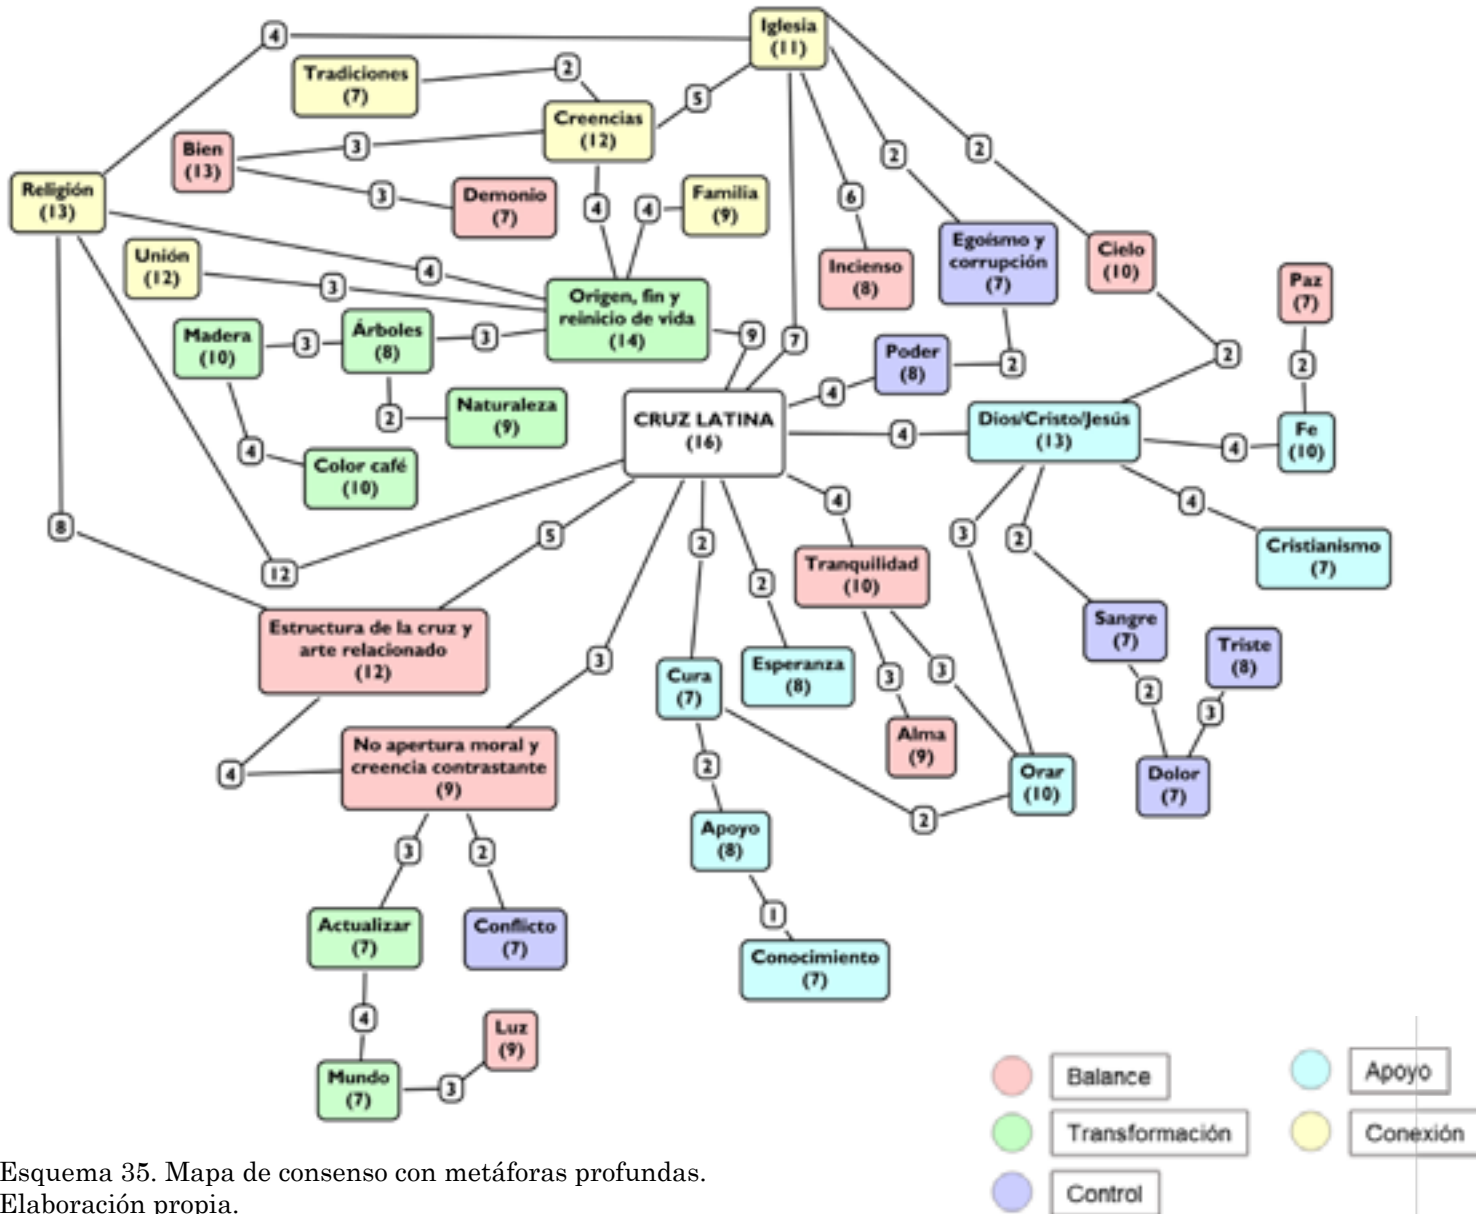 4
Iglesia
(11)
Tradiciones
(7)
2
5
Creencias
(12)
Bien
(13)
3
2
2
Religión
(13)
3
Demonio
(7)
4
4
Familia
(9)
6
Unión
(12)
4
3
Incienso
(8)
Egoísmo y
corrupción
(7)
Cielo
(10)
Paz
(7)
Origen, fin y
reinicio de vida
(14)
Madera
(10)
3
Árboles
(8)
3
9
7
Poder
(8)
2
2
2
2
Naturaleza
(9)
CRUZ LATINA
(16)
4
4
Dios/Cristo/Jesús
(13)
4
Fe
(10)
4
Color café
(10)
8
12
5
2
4
3
2
4
Tranquilidad
(10)
Cristianismo
(7)
2
Estructura de la cruz y
arte relacionado
(12)
3
Cura
(7)
Esperanza
(8)
3
3
Sangre
(7)
Triste
(8)
2
3
4
No apertura moral y
creencia contrastante
(9)
2
Alma
(9)
Orar
(10)
Dolor
(7)
2
3
2
Apoyo
(8)
1
Actualizar
(7)
Conflicto
(7)
Conocimiento
(7)
4
Luz
(9)
Mundo
(7)
3
Balance
Apoyo
Transformación
Conexión
Control
Esquema 35. Mapa de consenso con metáforas profundas.
Elaboración propia.